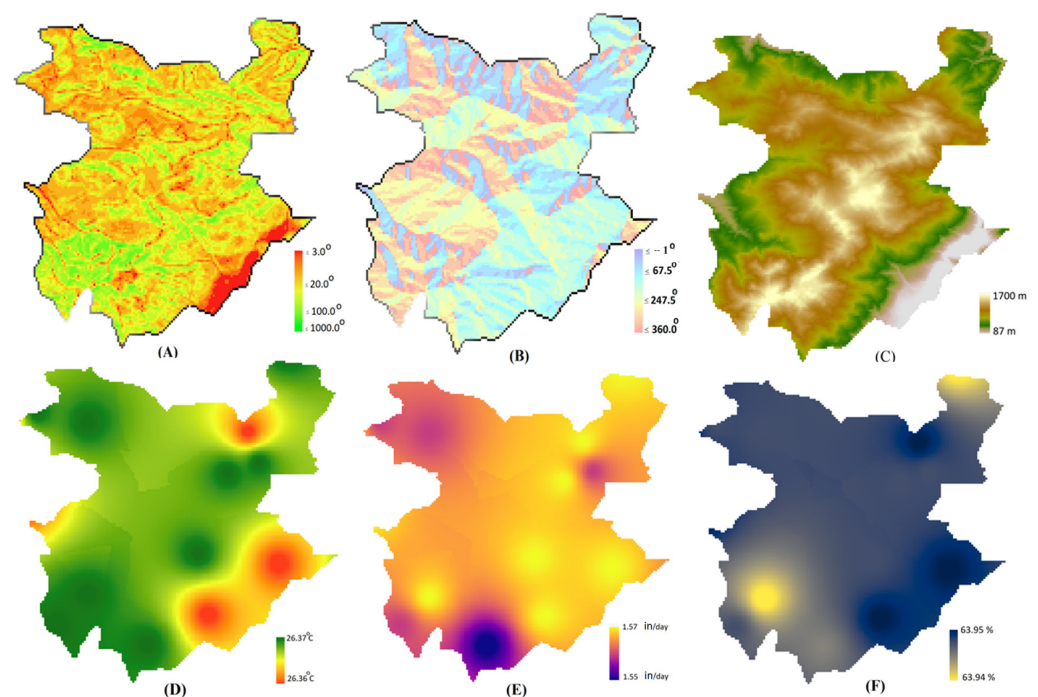 ≤ 3.0°
≤ 20.0°
≤ 100.0°
≤ 1000.0°
(A)
≤ − 1°
≤ 67.5°
≤ 247.5°
≤ 360.0°
(B)
1700 m
87 m
(C)
26.37°C
26.36°C
(D)
1.57 in/day
1.55 in/day
(E)
63.95 %
63.94 %
(F)